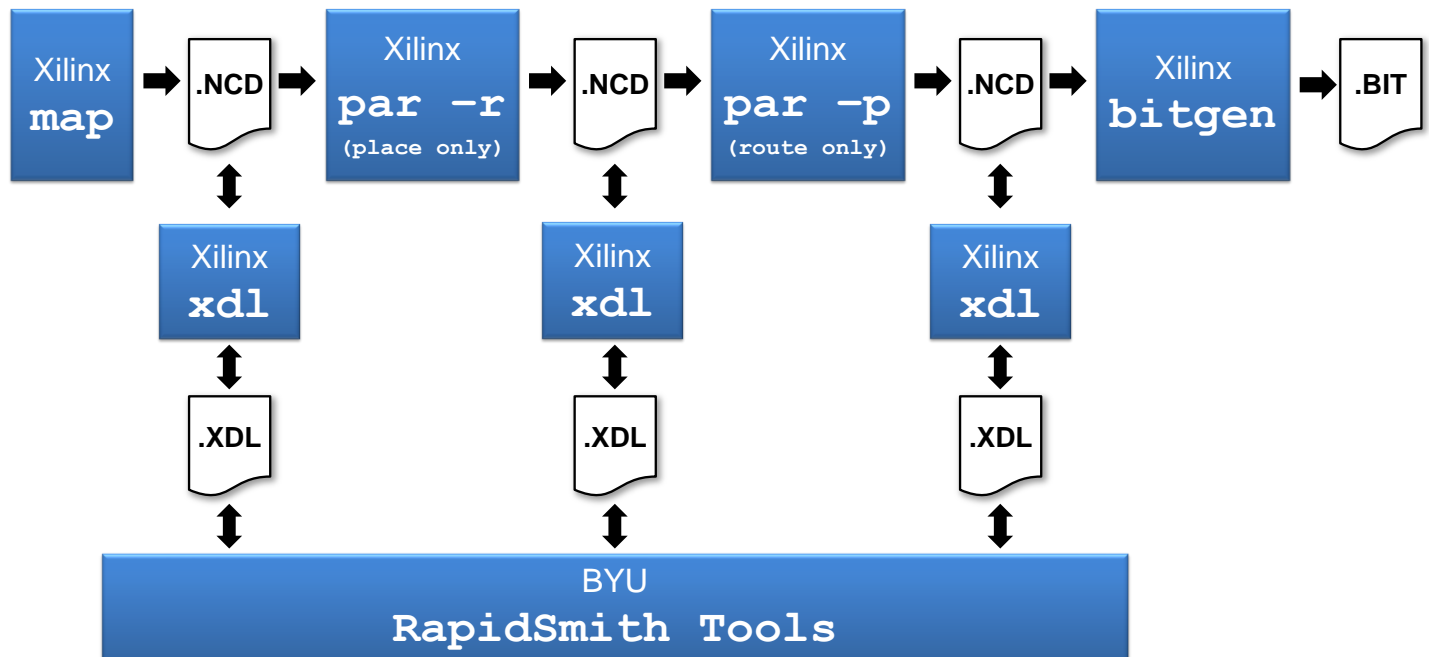 Xilinx
map
.NCD
Xilinx
par –r
(place only)
.NCD
Xilinx
par –p
(route only)
.NCD
Xilinx
bitgen
.BIT
Xilinx
xdl
Xilinx
xdl
Xilinx
xdl
.XDL
.XDL
.XDL
BYU
RapidSmith Tools